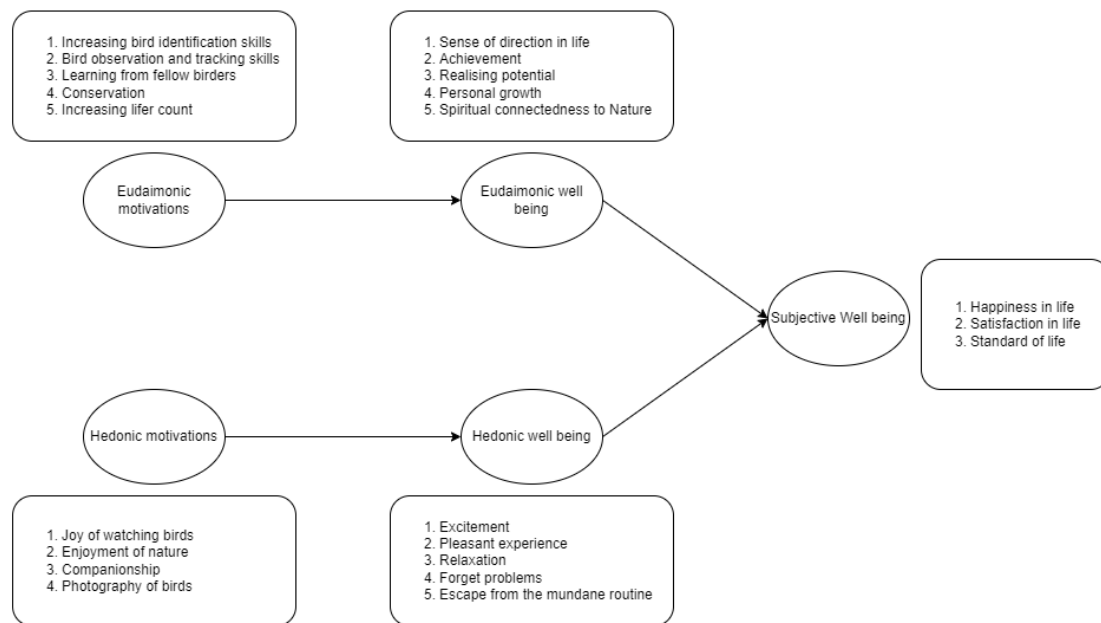 1. Increasing bird identification skills
2. Bird observation and tracking skills
3. Learning from fellow birders
4. Conservation
5. Increasing lifer count
1. Sense of direction in life
2. Achievement
3. Realising potential
4. Personal growth
5. Spiritual connectedness to Nature
Eudaimonic
motivations
Eudaimonic well
being
Subjective Well being
1. Happiness in life
2. Satisfaction in life
3. Standard of life
Hedonic motivations
Hedonic well being
1. Joy of watching birds
2. Enjoyment of nature
3. Companionship
4. Photography of birds
1. Excitement
2. Pleasant experience
3. Relaxation
4. Forget problems
5. Escape from the mundane routine